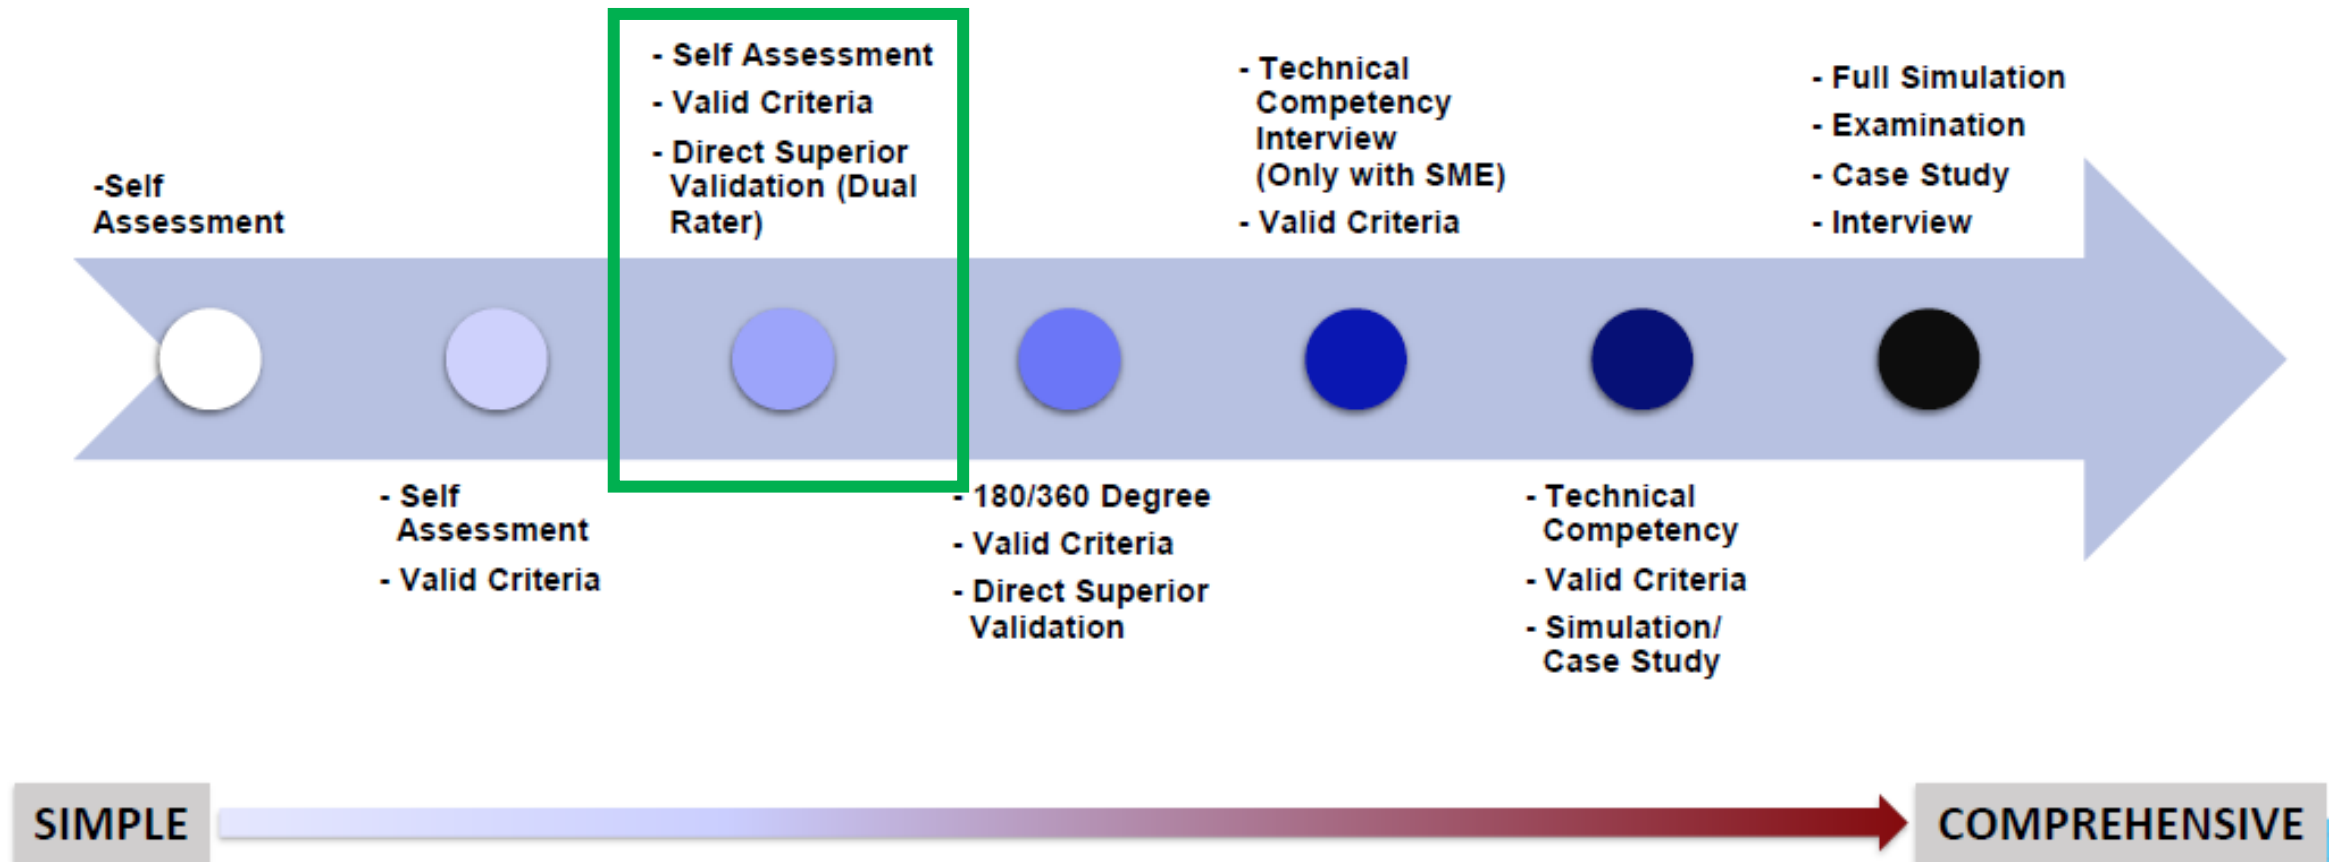 -Self
Assessment
- Self
Assessment
- Valid Criteria
- Self Assessment
- Valid Criteria
- Direct Superior
Validation (Dual
Rater)
- 180/360 Degree
- Valid Criteria
- Direct Superior
Validation
- Technical
Competency
Interview
(Only with SME)
- Valid Criteria
- Technical
Competency
- Valid Criteria
- Simulation/
Case Study
- Full Simulation
- Examination
- Case Study
- Interview
SIMPLE
COMPREHENSIVE